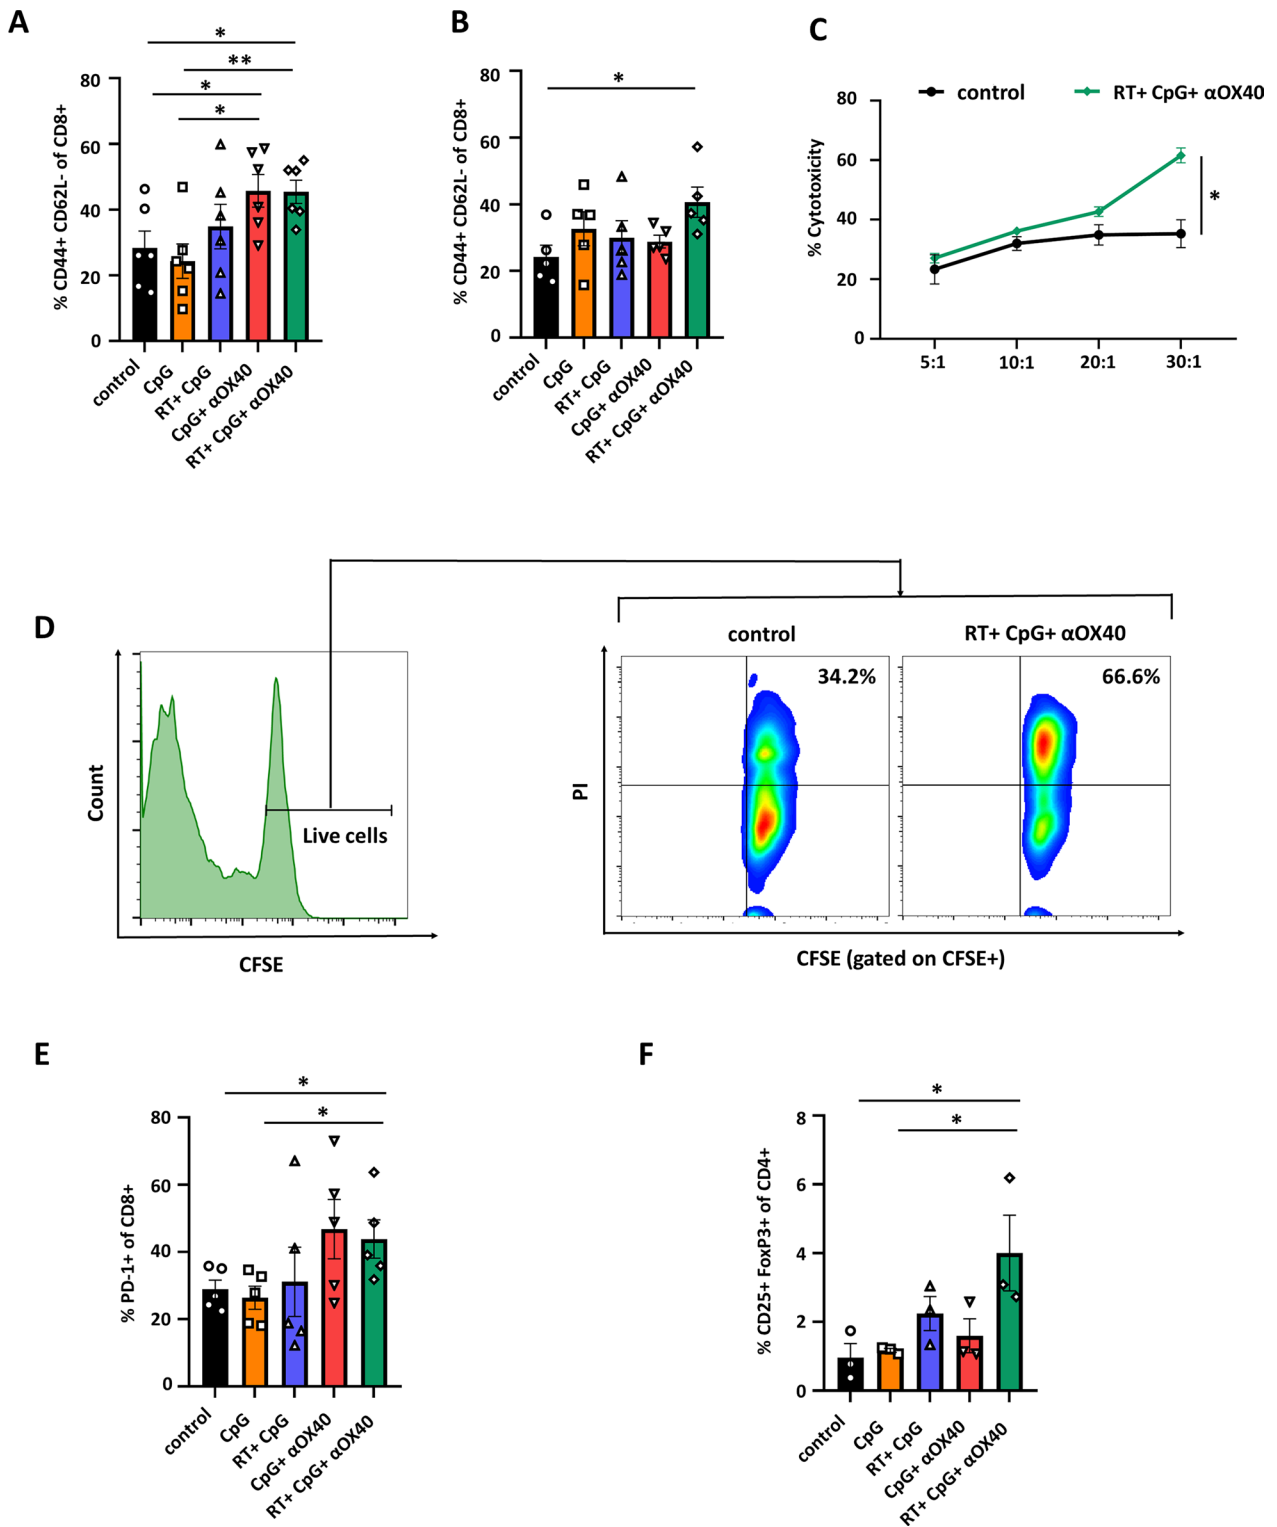 A
*
**
*
*
80
60
40
20
0
% CD44+ CD62L- of CD8+
control
CpG
RT+ CpG
CpG+ αOX40
RT+ CpG+ αOX40
B
*
80
60
40
20
0
% CD44+ CD62L- of CD8+
control
CpG
RT+ CpG
CpG+ αOX40
RT+ CpG+ αOX40
C
control
RT+ CpG+ αOX40
80
60
40
20
0
% Cytotoxicity
*
5:1
10:1
20:1
30:1
D
Count
Live cells
CFSE
control
RT+ CpG+ αOX40
34.2%
66.6%
PI
CFSE (gated on CFSE+)
E
*
*
80
60
40
20
0
% PD-1+ of CD8+
control
CpG
RT+ CpG
CpG+ αOX40
RT+ CpG+ αOX40
F
*
*
8
6
4
2
0
% CD25+ FoxP3+ of CD4+
control
CpG
RT+ CpG
CpG+ αOX40
RT+ CpG+ αOX40